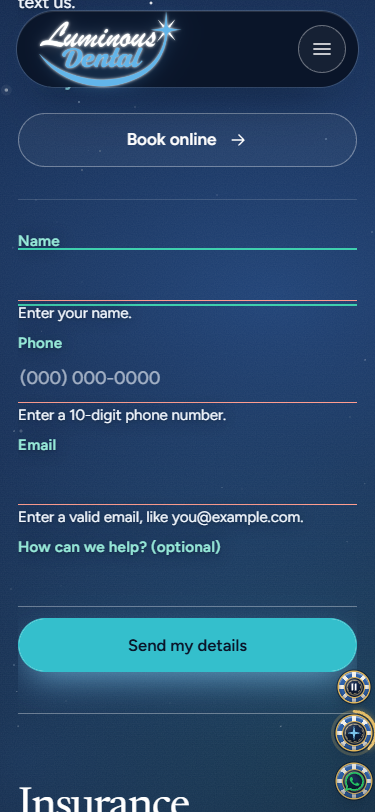 text us.
Luminous
Dental
Book online
Name
Enter your name.
Phone
(000) 000-0000
Enter a 10-digit phone number.
Email
Enter a valid email, like you@example.com.
How can we help? (optional)
Send my details
Insurance